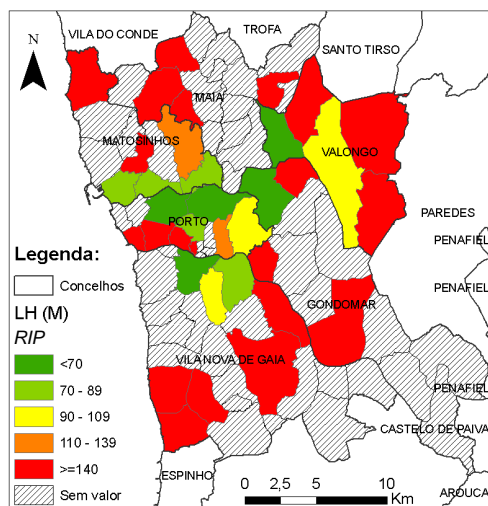 VILA DO CONDE
TROFA
SANTO TIRSO
N
MAIA
MATOSINHOS
VALONGO
PAREDES
PORTO
PENAFIEL
Legenda:
Concelhos
LH (M)
RIP
<70
70 - 89
90 - 109
110 - 139
>=140
Sem valor
PENAFIEL
GONDOMAR
VILA NOVA DE GAIA
PENAFIEL
CASTELO DE PAIVA
ESPINHO
AROUCA
0 2,5 5 10
Km